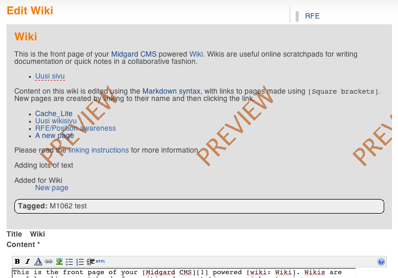 Edit Wiki
RFE
Wiki
This is the front page of your Midgard CMS powered Wiki. Wikis are useful online scratchpads for writing
documentation or quick notes in a collaborative fashion.
Uusi sivu
Content on this wiki is edited using the Markdown syntax, with links to pages made using [Square brackets].
New pages are created by linking to their name and then clicking the link.
Cache_Lite
Uusi wikisivu
RFE/Position awareness
A new page
Please read the linking instructions for more information.
Adding lots of text
Added for Wiki
New page
Tagged: M1062 test
PREVIEW
PREVIEW
PREV
Title Wiki
Content *
B I A HTML
This is the front page of your [Midgard CMS][1] powered [wiki: Wiki]. Wikis are